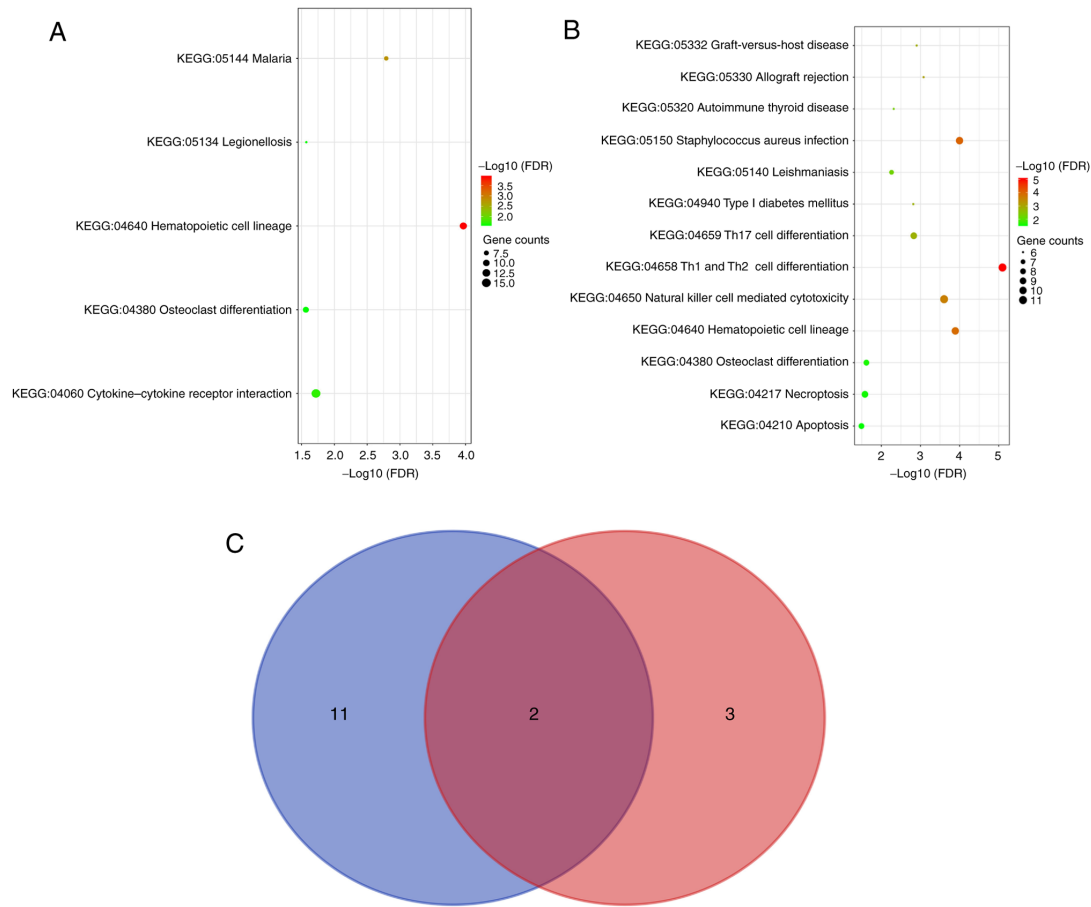 A
KEGG:05144 Malaria
KEGG:05134 Legionellosis
KEGG:04640 Hematopoietic cell lineage
KEGG:04380 Osteoclast differentiation
KEGG:04060 Cytokine–cytokine receptor interaction
1.5 2.0 2.5 3.0 3.5 4.0
–Log10 (FDR)
–Log10 (FDR)
3.5
3.0
2.5
2.0
Gene counts
7.5
10.0
12.5
15.0
B
KEGG:05332 Graft-versus-host disease
KEGG:05330 Allograft rejection
KEGG:05320 Autoimmune thyroid disease
KEGG:05150 Staphylococcus aureus infection
KEGG:05140 Leishmaniasis
KEGG:04940 Type I diabetes mellitus
KEGG:04659 Th17 cell differentiation
KEGG:04658 Th1 and Th2 cell differentiation
KEGG:04650 Natural killer cell mediated cytotoxicity
KEGG:04640 Hematopoietic cell lineage
KEGG:04380 Osteoclast differentiation
KEGG:04217 Necroptosis
KEGG:04210 Apoptosis
2 3 4 5
–Log10 (FDR)
–Log10 (FDR)
5
4
3
2
Gene counts
6
7
8
9
10
11
C
11 2 3